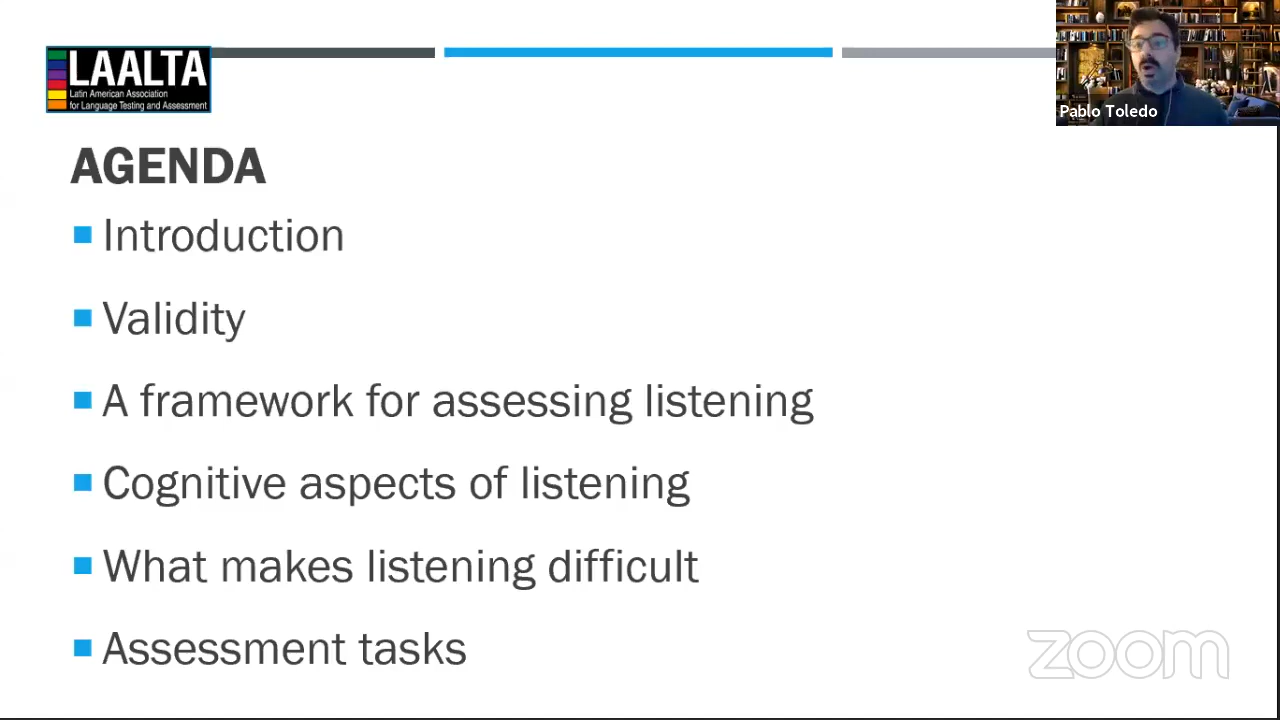 LAALTA
Latin American Association
for Language Testing and Assessment
Pablo Toledo
AGENDA
Introduction
Validity
A framework for assessing listening
Cognitive aspects of listening
What makes listening difficult
Assessment tasks
zoom